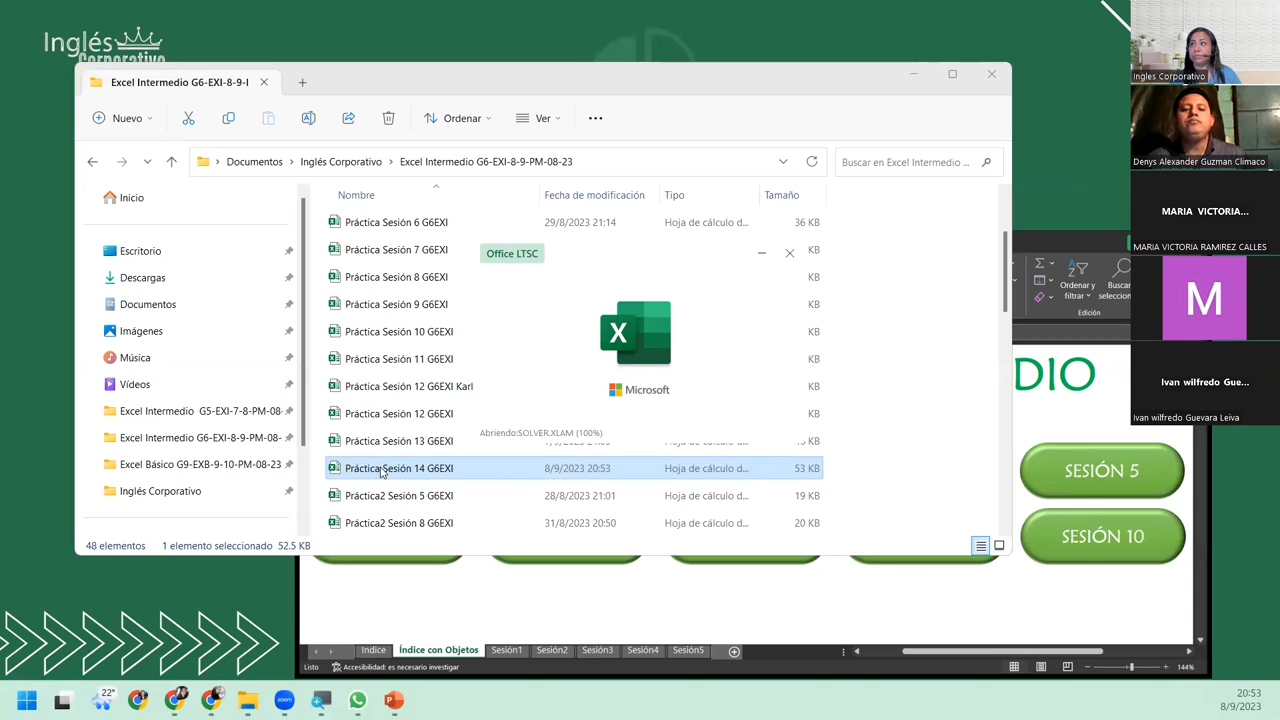 Inglés
Corporativo
Excel Intermedio G6-EXI-8-9-I
Nuevo
Ordenar
Ver
Documentos > Inglés Corporativo > Excel Intermedio G6-EXI-8-9-PM-08-23
Buscar en Excel Intermedio ...
Nombre Fecha de modificación Tipo Tamaño
Inicio
Escritorio
Descargas
Documentos
Imágenes
Música
Vídeos
Excel Intermedio G5-EXI-7-8-PM-08-
Excel Intermedio G6-EXI-8-9-PM-08-
Excel Básico G9-EXB-9-10-PM-08-23
Inglés Corporativo
Práctica Sesión 6 G6EXI 29/8/2023 21:14 Hoja de cálculo d... 36 KB
Práctica Sesión 7 G6EXI KB
Práctica Sesión 8 G6EXI KB
Práctica Sesión 9 G6EXI KB
Práctica Sesión 10 G6EXI KB
Práctica Sesión 11 G6EXI KB
Práctica Sesión 12 G6EXI Karl KB
Práctica Sesión 12 G6EXI KB
Práctica Sesión 13 G6EXI KB
Práctica Sesión 14 G6EXI 8/9/2023 20:53 Hoja de cálculo d... 53 KB
Práctica2 Sesión 5 G6EXI 28/8/2023 21:01 Hoja de cálculo d... 19 KB
Práctica2 Sesión 8 G6EXI 31/8/2023 20:50 Hoja de cálculo d... 20 KB
Office LTSC
X
Microsoft
Abriendo:SOLVER.XLAM (100%)
48 elementos 1 elemento seleccionado 52.5 KB
Ordenar y
filtrar
Buscar
seleccion
Edición
DIO
SESIÓN 5
SESIÓN 10
Indice
Índice con Objetos
Sesión1
Sesión2
Sesión3
Sesión4
Sesión5
Listo
Accesibilidad: es necesario investigar
144%
Ingles Corporativo
Denys Alexander Guzman Climaco
MARIA VICTORIA...
MARIA VICTORIA RAMIREZ CALLES
M
Ivan wilfredo Gue...
Ivan wilfredo Guevara Leiva
22°
zoom
20:53
8/9/2023